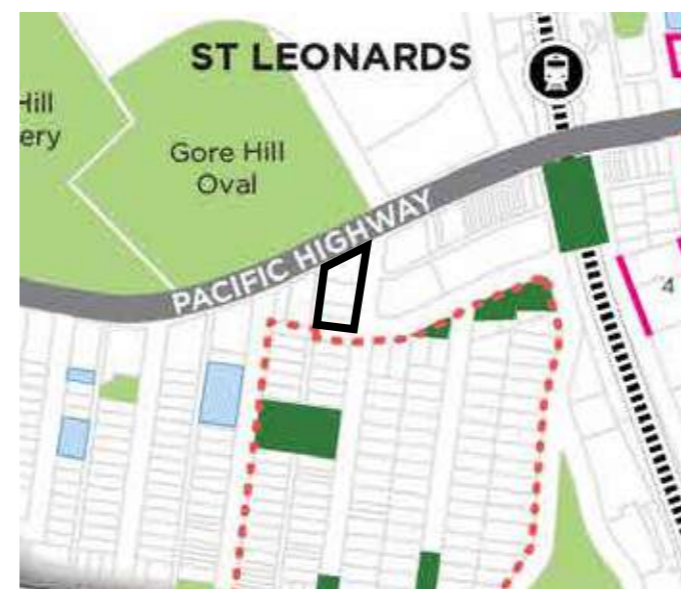 ST LEONARDS
Hill
ery
Gore Hill
Oval
PACIFIC HIGHWAY
4